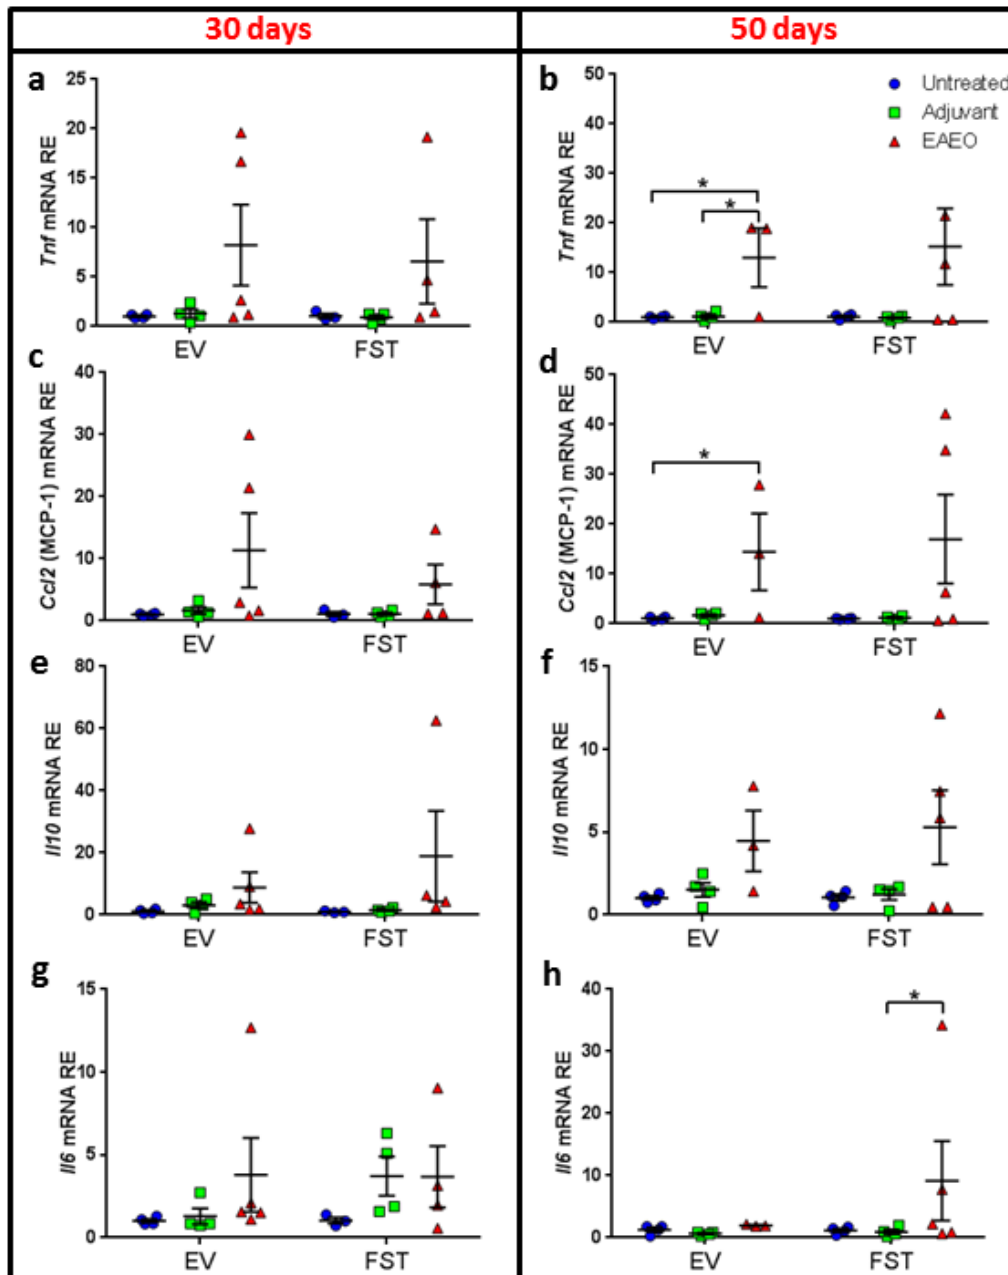 30 days
50 days
a
Tnf mRNA RE
25
20
15
10
5
0
EV
FST
b
Tnf mRNA RE
50
40
30
20
10
0
*
*
EV
FST
Untreated
Adjuvant
EAEO
c
Ccl2 (MCP-1) mRNA RE
40
30
20
10
0
EV
FST
d
Ccl2 (MCP-1) mRNA RE
50
40
30
20
10
0
*
EV
FST
e
Il10 mRNA RE
80
60
40
20
0
EV
FST
f
Il10 mRNA RE
15
10
5
0
EV
FST
g
Il6 mRNA RE
15
10
5
0
EV
FST
h
Il6 mRNA RE
40
30
20
10
0
*
EV
FST